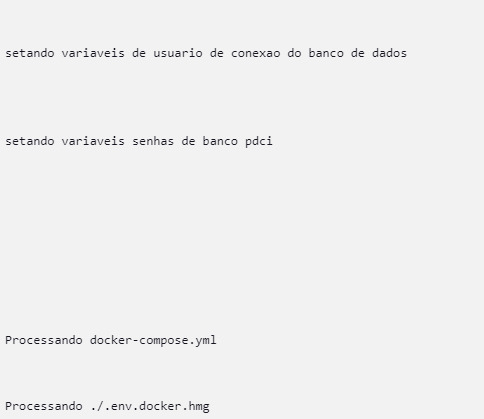 setando variaveis de usuario de conexao do banco de dados
setando variaveis senhas de banco pdci
Processando docker-compose.yml
Processando ./.env.docker.hmg